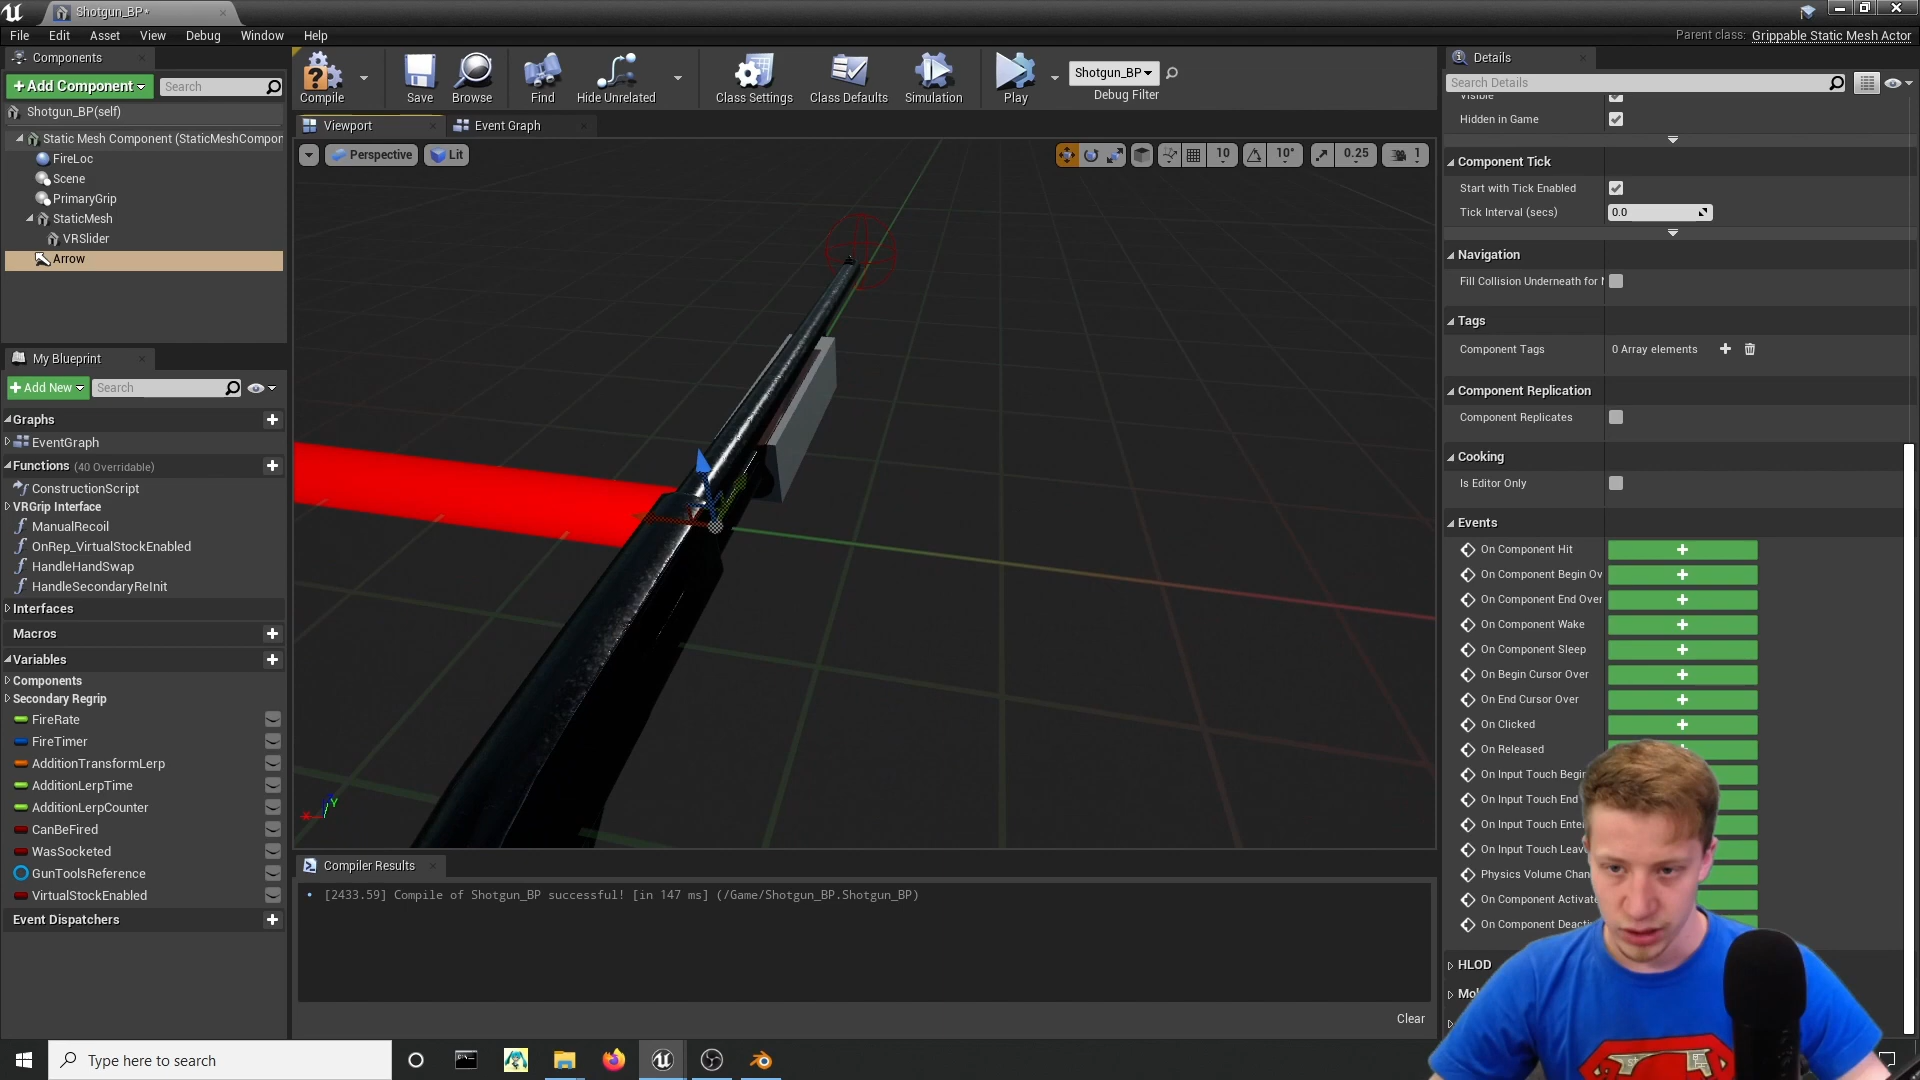 Shotgun_BP*
File Edit Asset View Debug Window Help
Parent class: Grippable Static Mesh Actor
Components
+Add Component
Search
Shotgun_BP(self)
Static Mesh Component (StaticMeshCompor
FireLoc
Scene
PrimaryGrip
StaticMesh
VRSlider
Arrow
My Blueprint
+Add New
Search
Graphs
EventGraph
Functions (40 Overridable)
ConstructionScript
VRGrip Interface
ManualRecoil
OnRep_VirtualStockEnabled
HandleHandSwap
HandleSecondaryReInit
Interfaces
Macros
Variables
Components
Secondary Regrip
FireRate
FireTimer
AdditionTransformLerp
AdditionLerpTime
AdditionLerpCounter
CanBeFired
WasSocketed
GunToolsReference
VirtualStockEnabled
Event Dispatchers
Compile
Save
Browse
Find
Hide Unrelated
Class Settings
Class Defaults
Simulation
Play
Shotgun_BP
Debug Filter
Viewport
Event Graph
Perspective
Lit
10
10°
0.25
1
X
Y
Compiler Results
[2433.59] Compile of Shotgun_BP successful! [in 147 ms] (/Game/Shotgun_BP.Shotgun_BP)
Clear
Details
Search Details
Visible
Hidden in Game
Component Tick
Start with Tick Enabled
Tick Interval (secs) 0.0
Navigation
Fill Collision Underneath for N
Tags
Component Tags 0 Array elements
Component Replication
Component Replicates
Cooking
Is Editor Only
Events
On Component Hit
On Component Begin Ov
On Component End Over
On Component Wake
On Component Sleep
On Begin Cursor Over
On End Cursor Over
On Clicked
On Released
On Input Touch Begin
On Input Touch End
On Input Touch Ente
On Input Touch Leav
Physics Volume Chan
On Component Activat
On Component Deacti
HLOD
Type here to search